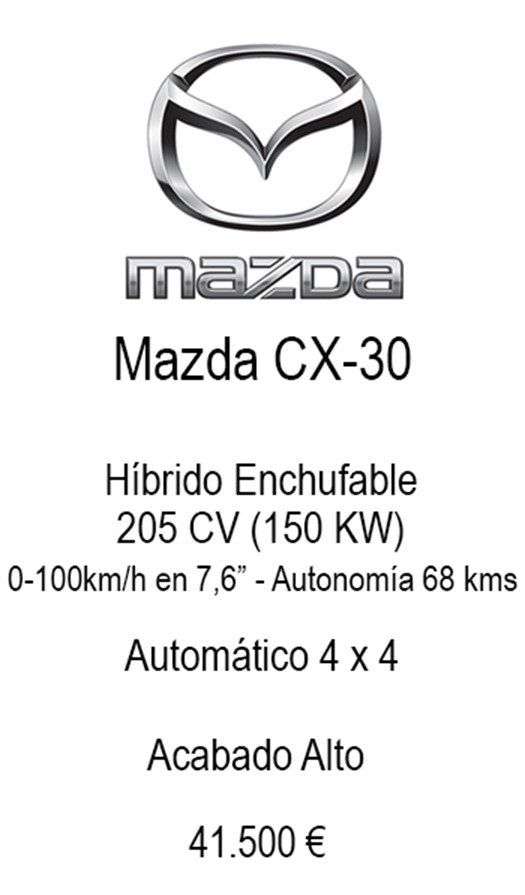 mazda
Mazda CX-30
Híbrido Enchufable
205 CV (150 KW)
0-100km/h en 7,6” - Autonomía 68 kms
Automático 4 x 4
Acabado Alto
41.500 €